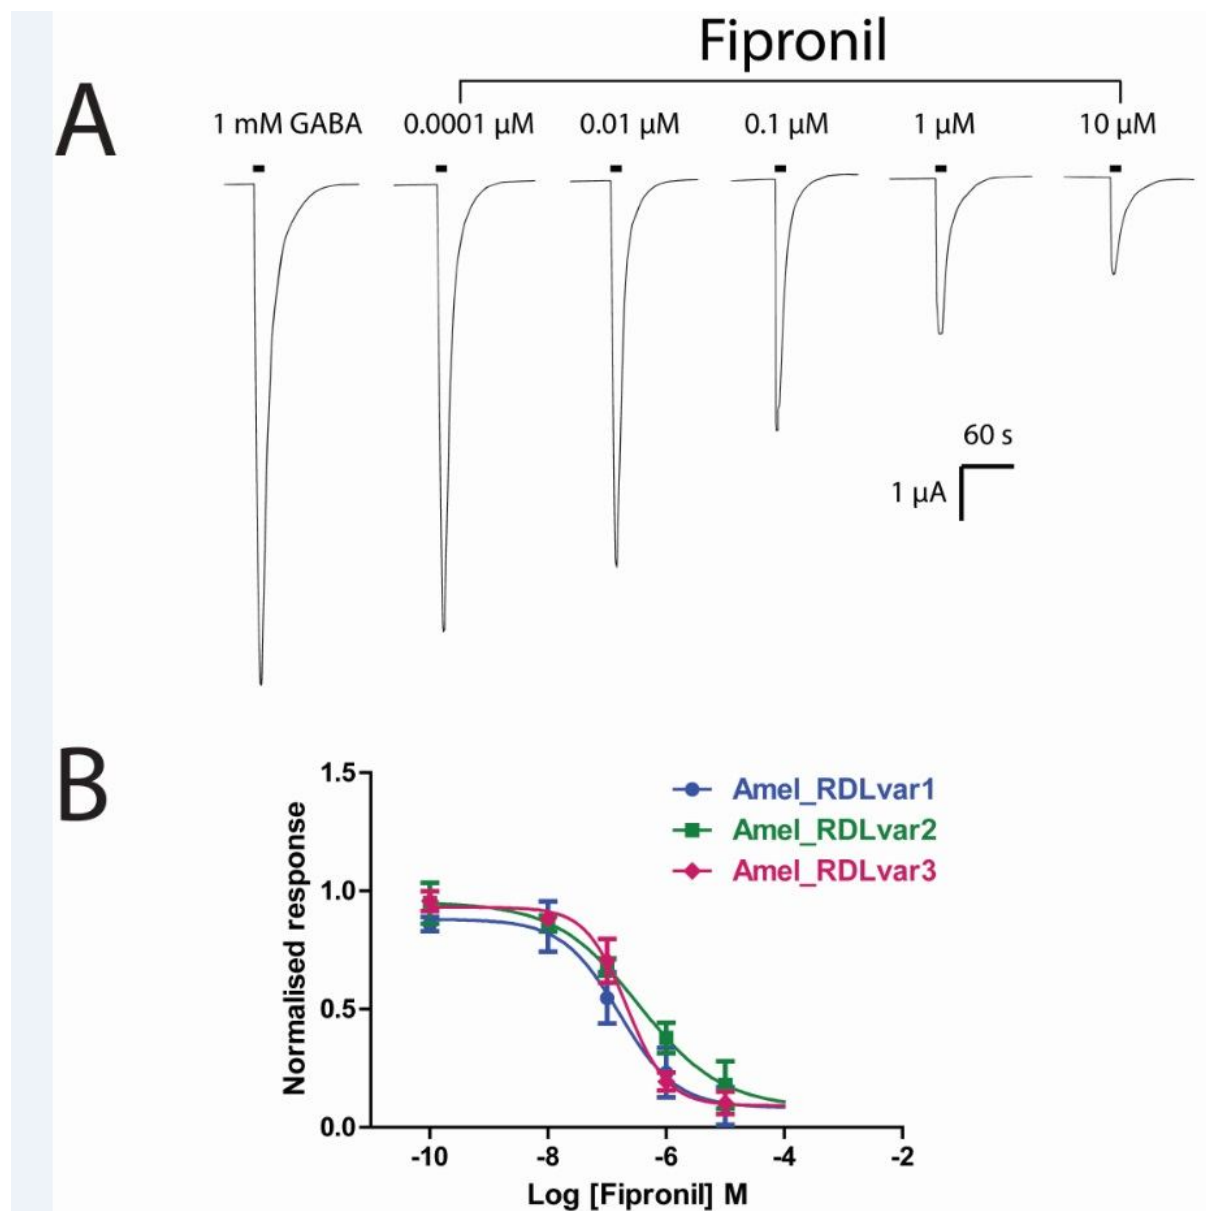 Fipronil
A
1 mM GABA 0.0001 µM 0.01 µM 0.1 µM 1 µM 10 µM
60 s
1 µA
B
1.5
1.0
0.5
0.0
Normalised response
Amel_RDLvar1
Amel_RDLvar2
Amel_RDLvar3
-10 -8 -6 -4 -2
Log [Fipronil] M